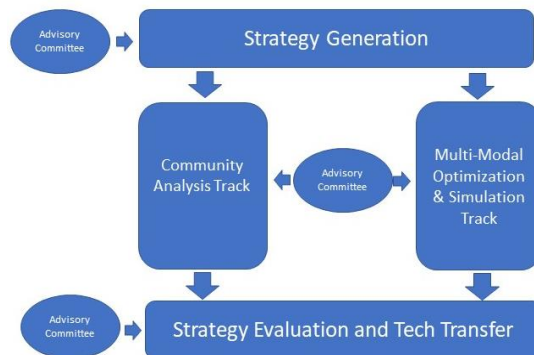 Advisory
Committee
Strategy Generation
Community
Analysis Track
Advisory
Committee
Multi-Modal
Optimization
& Simulation
Track
Advisory
Committee
Strategy Evaluation and Tech Transfer